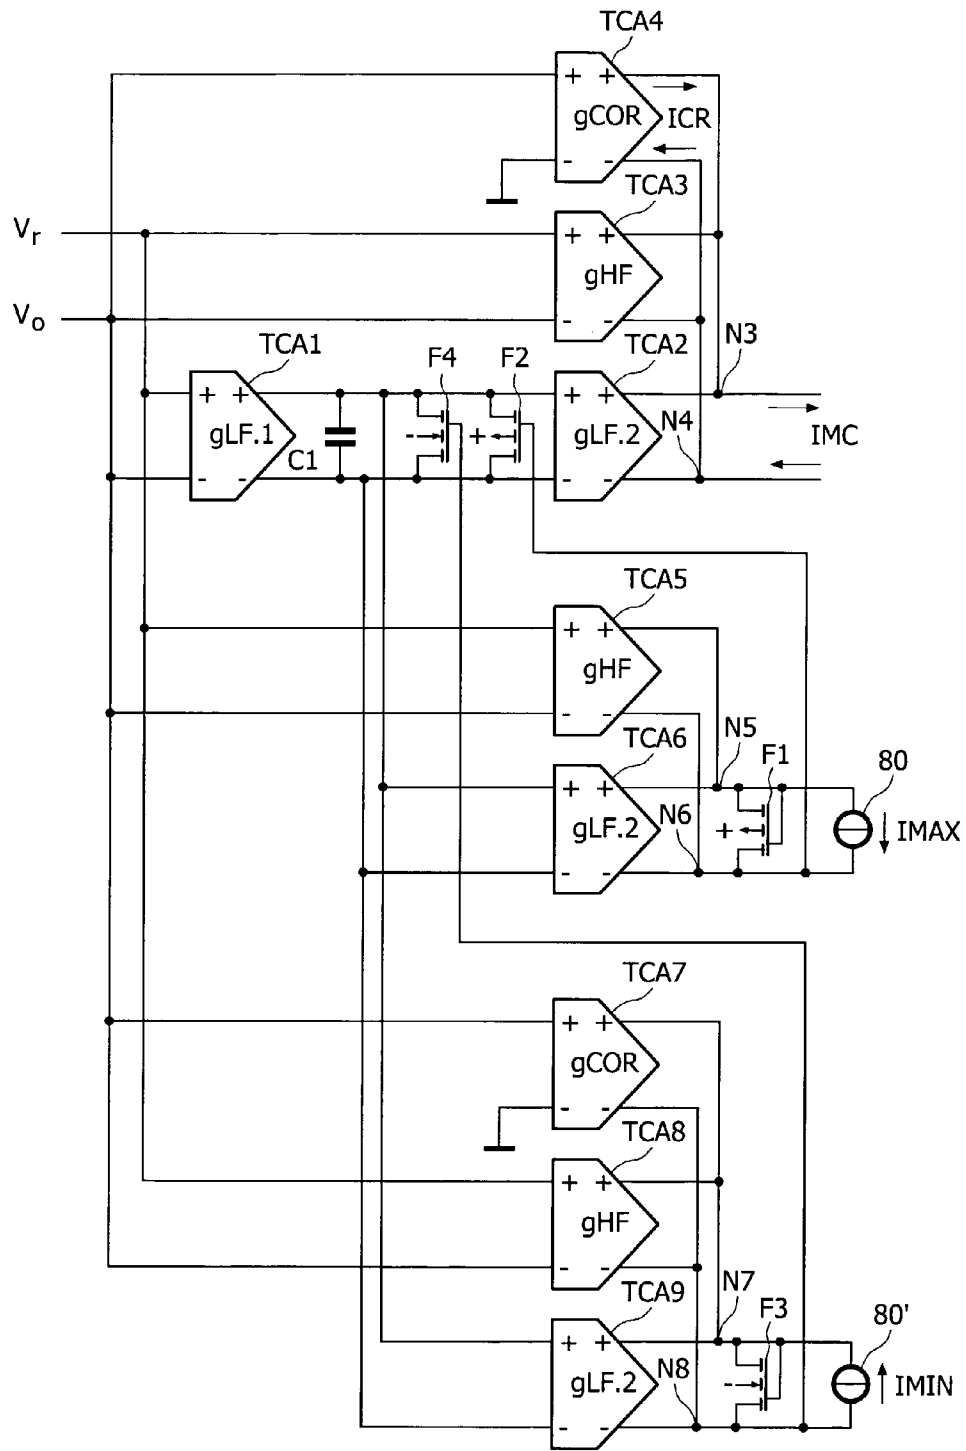 TCA4
+ +
gCOR
ICR
- -
TCA3
Vr
+ +
gHF
Vo
- -
TCA1
F4
F2
TCA2
N3
+ +
gLF.1
C1
- -
-
+
+ +
gLF.2
N4
IMC
- -
TCA5
+ +
gHF
- -
TCA6
N5
F1
80
+ +
gLF.2
N6
+
IMAX
- -
TCA7
+ +
gCOR
- -
TCA8
+ +
gHF
- -
TCA9
N7
F3
80'
+ +
gLF.2
N8
-
IMIN
- -